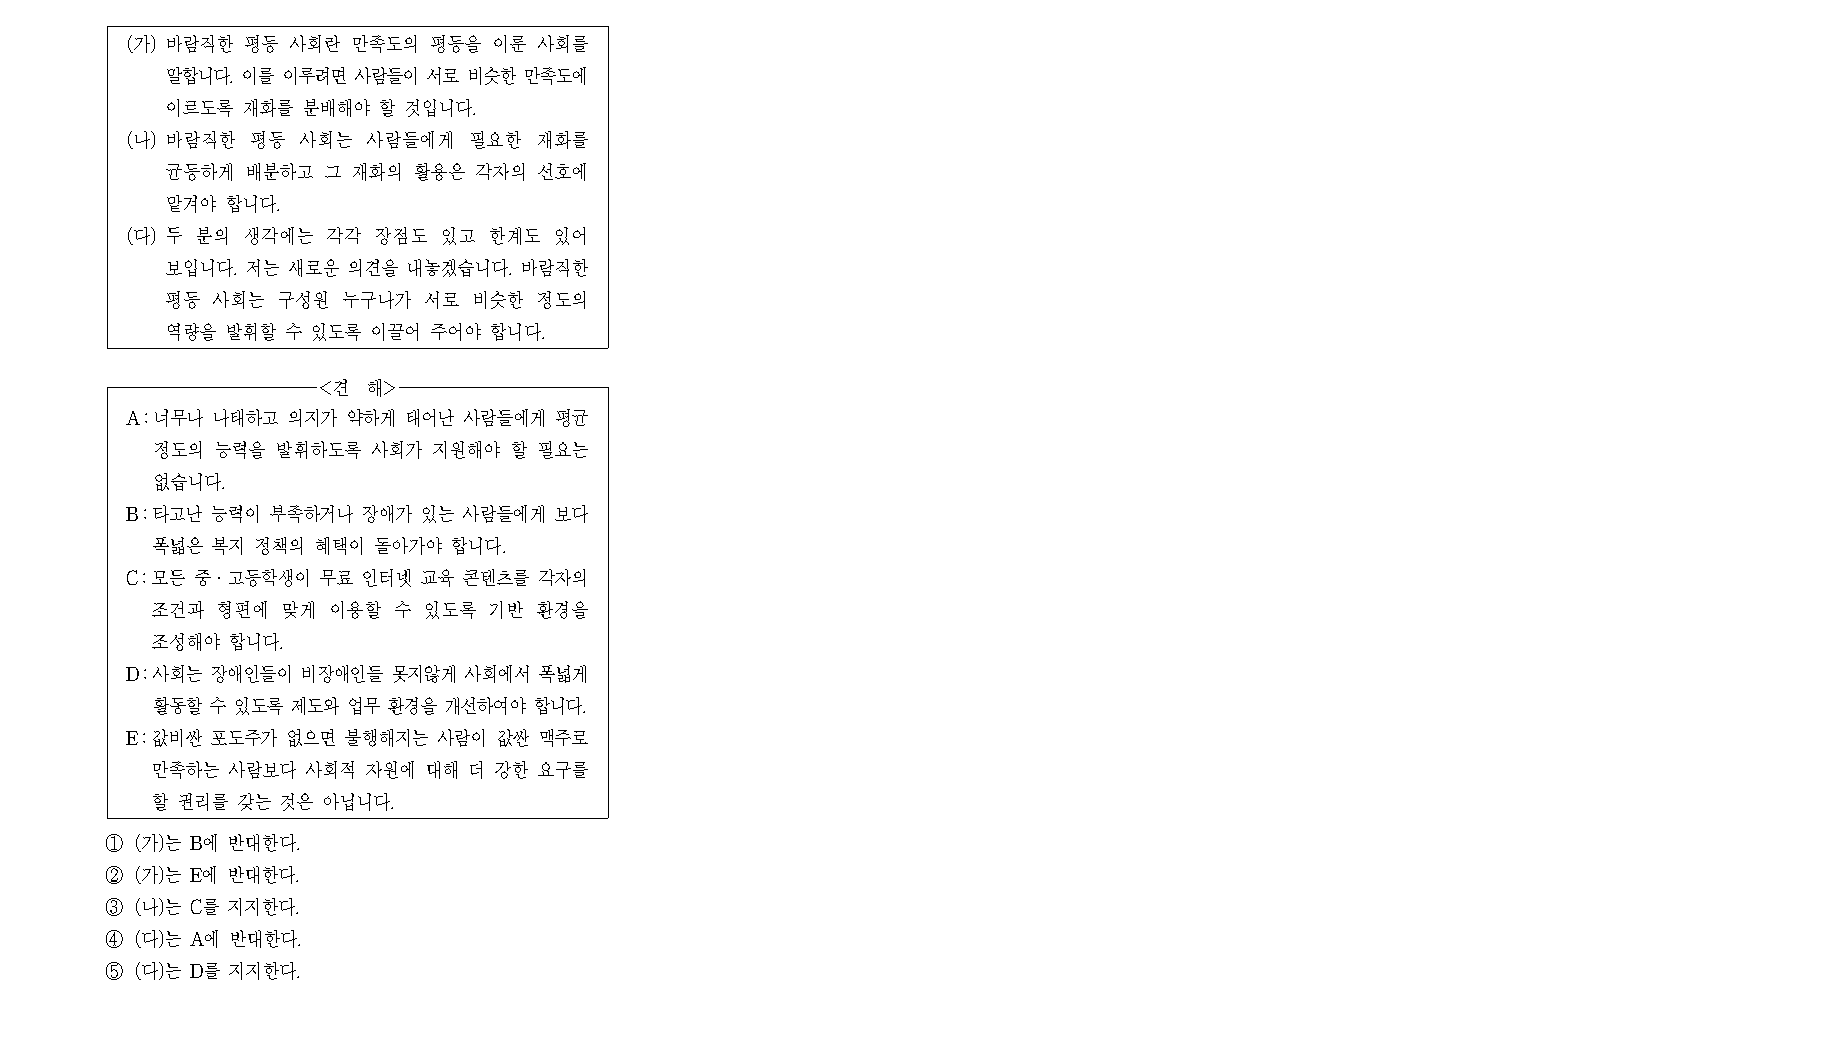 (가) 바람직한 평등 사회란 만족도의 평등을 이룬 사회를
말합니다. 이를 이루려면 사람들이 서로 비슷한 만족도에
이르도록 재화를 분배해야 할 것입니다.
(나) 바람직한 평등 사회는 사람들에게 필요한 재화를
균등하게 배분하고 그 재화의 활용은 각자의 선호에
맡겨야 합니다.
(다) 두 분의 생각에는 각각 장점도 있고 한계도 있어
보입니다. 저는 새로운 의견을 내놓겠습니다. 바람직한
평등 사회는 구성원 누구나가 서로 비슷한 정도의
역량을 발휘할 수 있도록 이끌어 주어야 합니다.
<견 해>
A : 너무나 나태하고 의지가 약하게 태어난 사람들에게 평균
정도의 능력을 발휘하도록 사회가 지원해야 할 필요는
없습니다.
B : 타고난 능력이 부족하거나 장애가 있는 사람들에게 보다
폭넓은 복지 정책의 혜택이 돌아가야 합니다.
C : 모든 중·고등학생이 무료 인터넷 교육 콘텐츠를 각자의
조건과 형편에 맞게 이용할 수 있도록 기반 환경을
조성해야 합니다.
D : 사회는 장애인들이 비장애인들 못지않게 사회에서 폭넓게
활동할 수 있도록 제도와 업무 환경을 개선하여야 합니다.
E : 값비싼 포도주가 없으면 불행해지는 사람이 값싼 맥주로
만족하는 사람보다 사회적 자원에 대해 더 강한 요구를
할 권리를 갖는 것은 아닙니다.
① (가)는 B에 반대한다.
② (가)는 E에 반대한다.
③ (나)는 C를 지지한다.
④ (다)는 A에 반대한다.
⑤ (다)는 D를 지지한다.